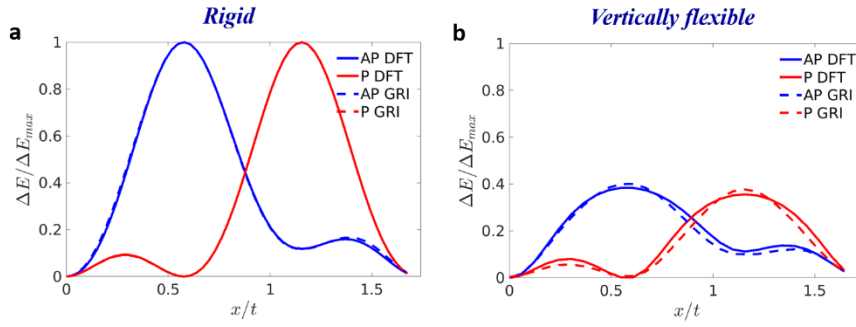 Rigid
a
AP DFT
P DFT
AP GRI
P GRI
ΔE/ΔE_max
1
0.8
0.6
0.4
0.2
0
0
0.5
1
1.5
x/t
Vertically flexible
b
AP DFT
P DFT
AP GRI
P GRI
ΔE/ΔE_max
1
0.8
0.6
0.4
0.2
0
0
0.5
1
1.5
x/t